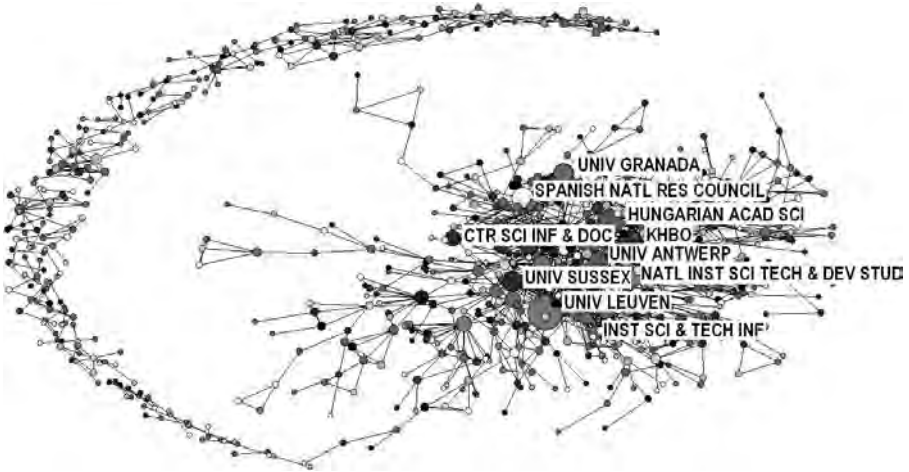 UNIV GRANADA
SPANISH NATL RES COUNCIL
HUNGARIAN ACAD SCI
CTR SCI INF & DOC
KHBO
UNIV ANTWERP
UNIV SUSSEX
NATL INST SCI TECH & DEV STUD
UNIV LEUVEN
INST SCI & TECH INF